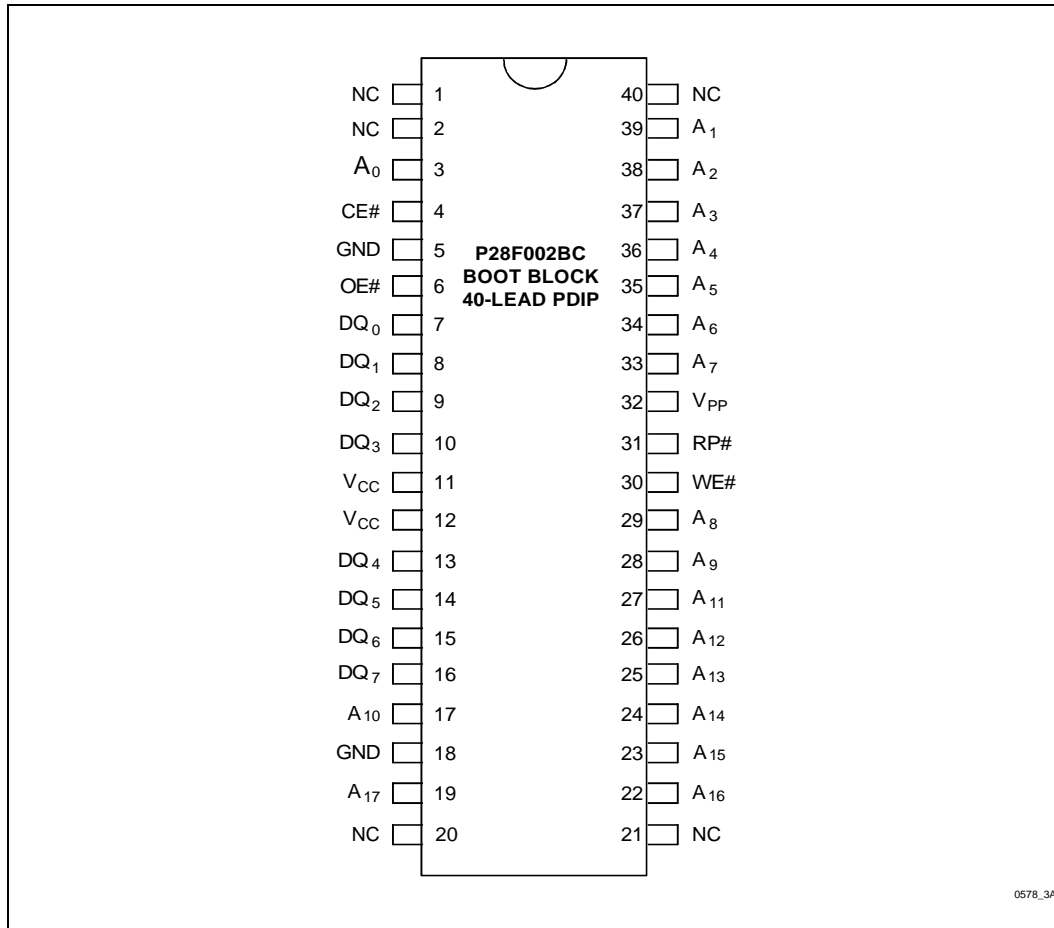 NC 1 40 NC
NC 2 39 A1
A0 3 38 A2
CE# 4 37 A3
GND 5 36 A4
P28F002BC
BOOT BLOCK
40-LEAD PDIP
OE# 6 35 A5
DQ0 7 34 A6
DQ1 8 33 A7
DQ2 9 32 VPP
DQ3 10 31 RP#
VCC 11 30 WE#
VCC 12 29 A8
DQ4 13 28 A9
DQ5 14 27 A11
DQ6 15 26 A12
DQ7 16 25 A13
A10 17 24 A14
GND 18 23 A15
A17 19 22 A16
NC 20 21 NC
0578_3A